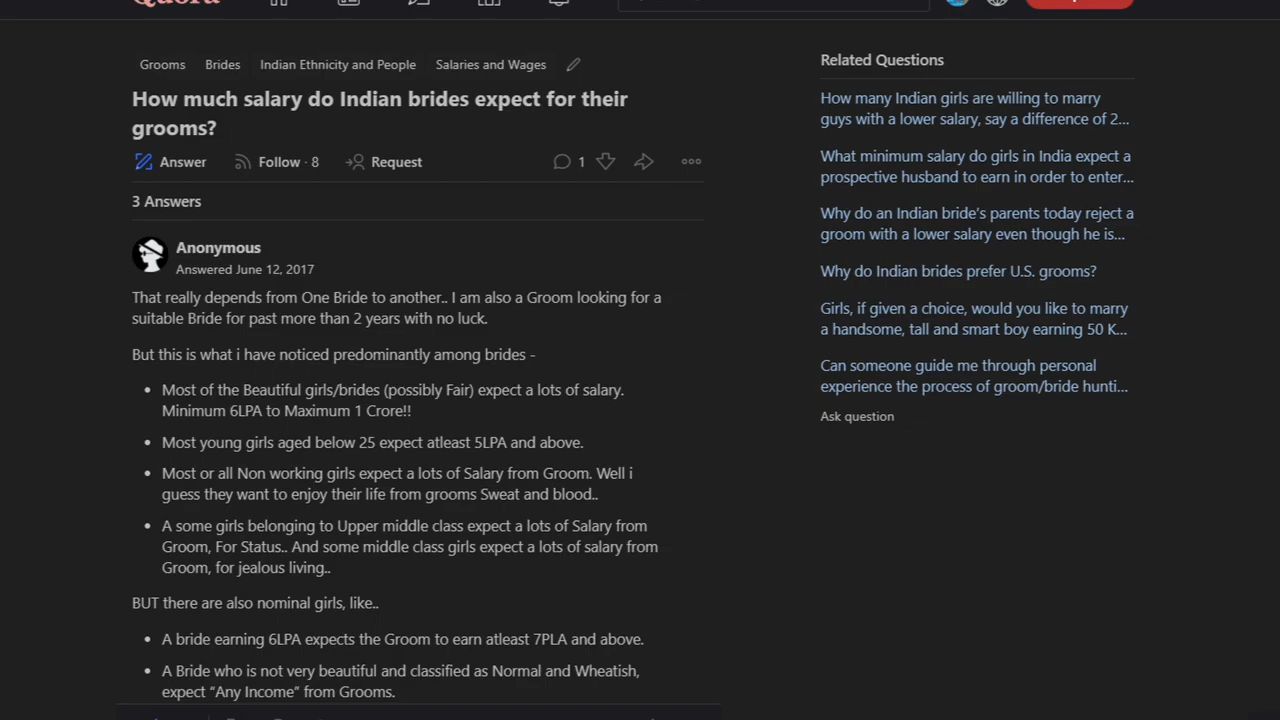 Quora
Grooms Brides Indian Ethnicity and People Salaries and Wages
How much salary do Indian brides expect for their
grooms?
Answer Follow · 8 Request 1
3 Answers
Anonymous
Answered June 12, 2017
That really depends from One Bride to another.. I am also a Groom looking for a
suitable Bride for past more than 2 years with no luck.
But this is what i have noticed predominantly among brides -
• Most of the Beautiful girls/brides (possibly Fair) expect a lots of salary.
Minimum 6LPA to Maximum 1 Crore!!
• Most young girls aged below 25 expect atleast 5LPA and above.
• Most or all Non working girls expect a lots of Salary from Groom. Well i
guess they want to enjoy their life from grooms Sweat and blood..
• A some girls belonging to Upper middle class expect a lots of Salary from
Groom, For Status.. And some middle class girls expect a lots of salary from
Groom, for jealous living..
BUT there are also nominal girls, like..
• A bride earning 6LPA expects the Groom to earn atleast 7PLA and above.
• A Bride who is not very beautiful and classified as Normal and Wheatish,
expect “Any Income” from Grooms.
Related Questions
How many Indian girls are willing to marry
guys with a lower salary, say a difference of 2...
What minimum salary do girls in India expect a
prospective husband to earn in order to enter...
Why do an Indian bride's parents today reject a
groom with a lower salary even though he is...
Why do Indian brides prefer U.S. grooms?
Girls, if given a choice, would you like to marry
a handsome, tall and smart boy earning 50 K...
Can someone guide me through personal
experience the process of groom/bride hunti...
Ask question